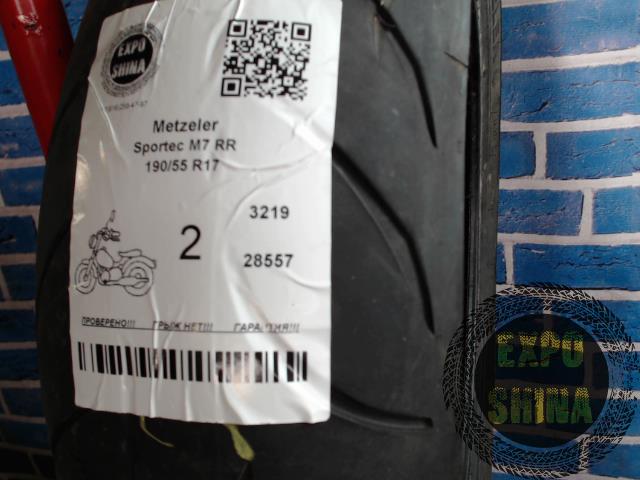 EXPO
SHINA
Metzeler
Sportec M7 RR
190/55 R17
3219
2
28557
ПРОВЕРЕНО!!! ГРЫЖ НЕТ!!! ГАРАНТИЯ!!!
EXPO
SHINA